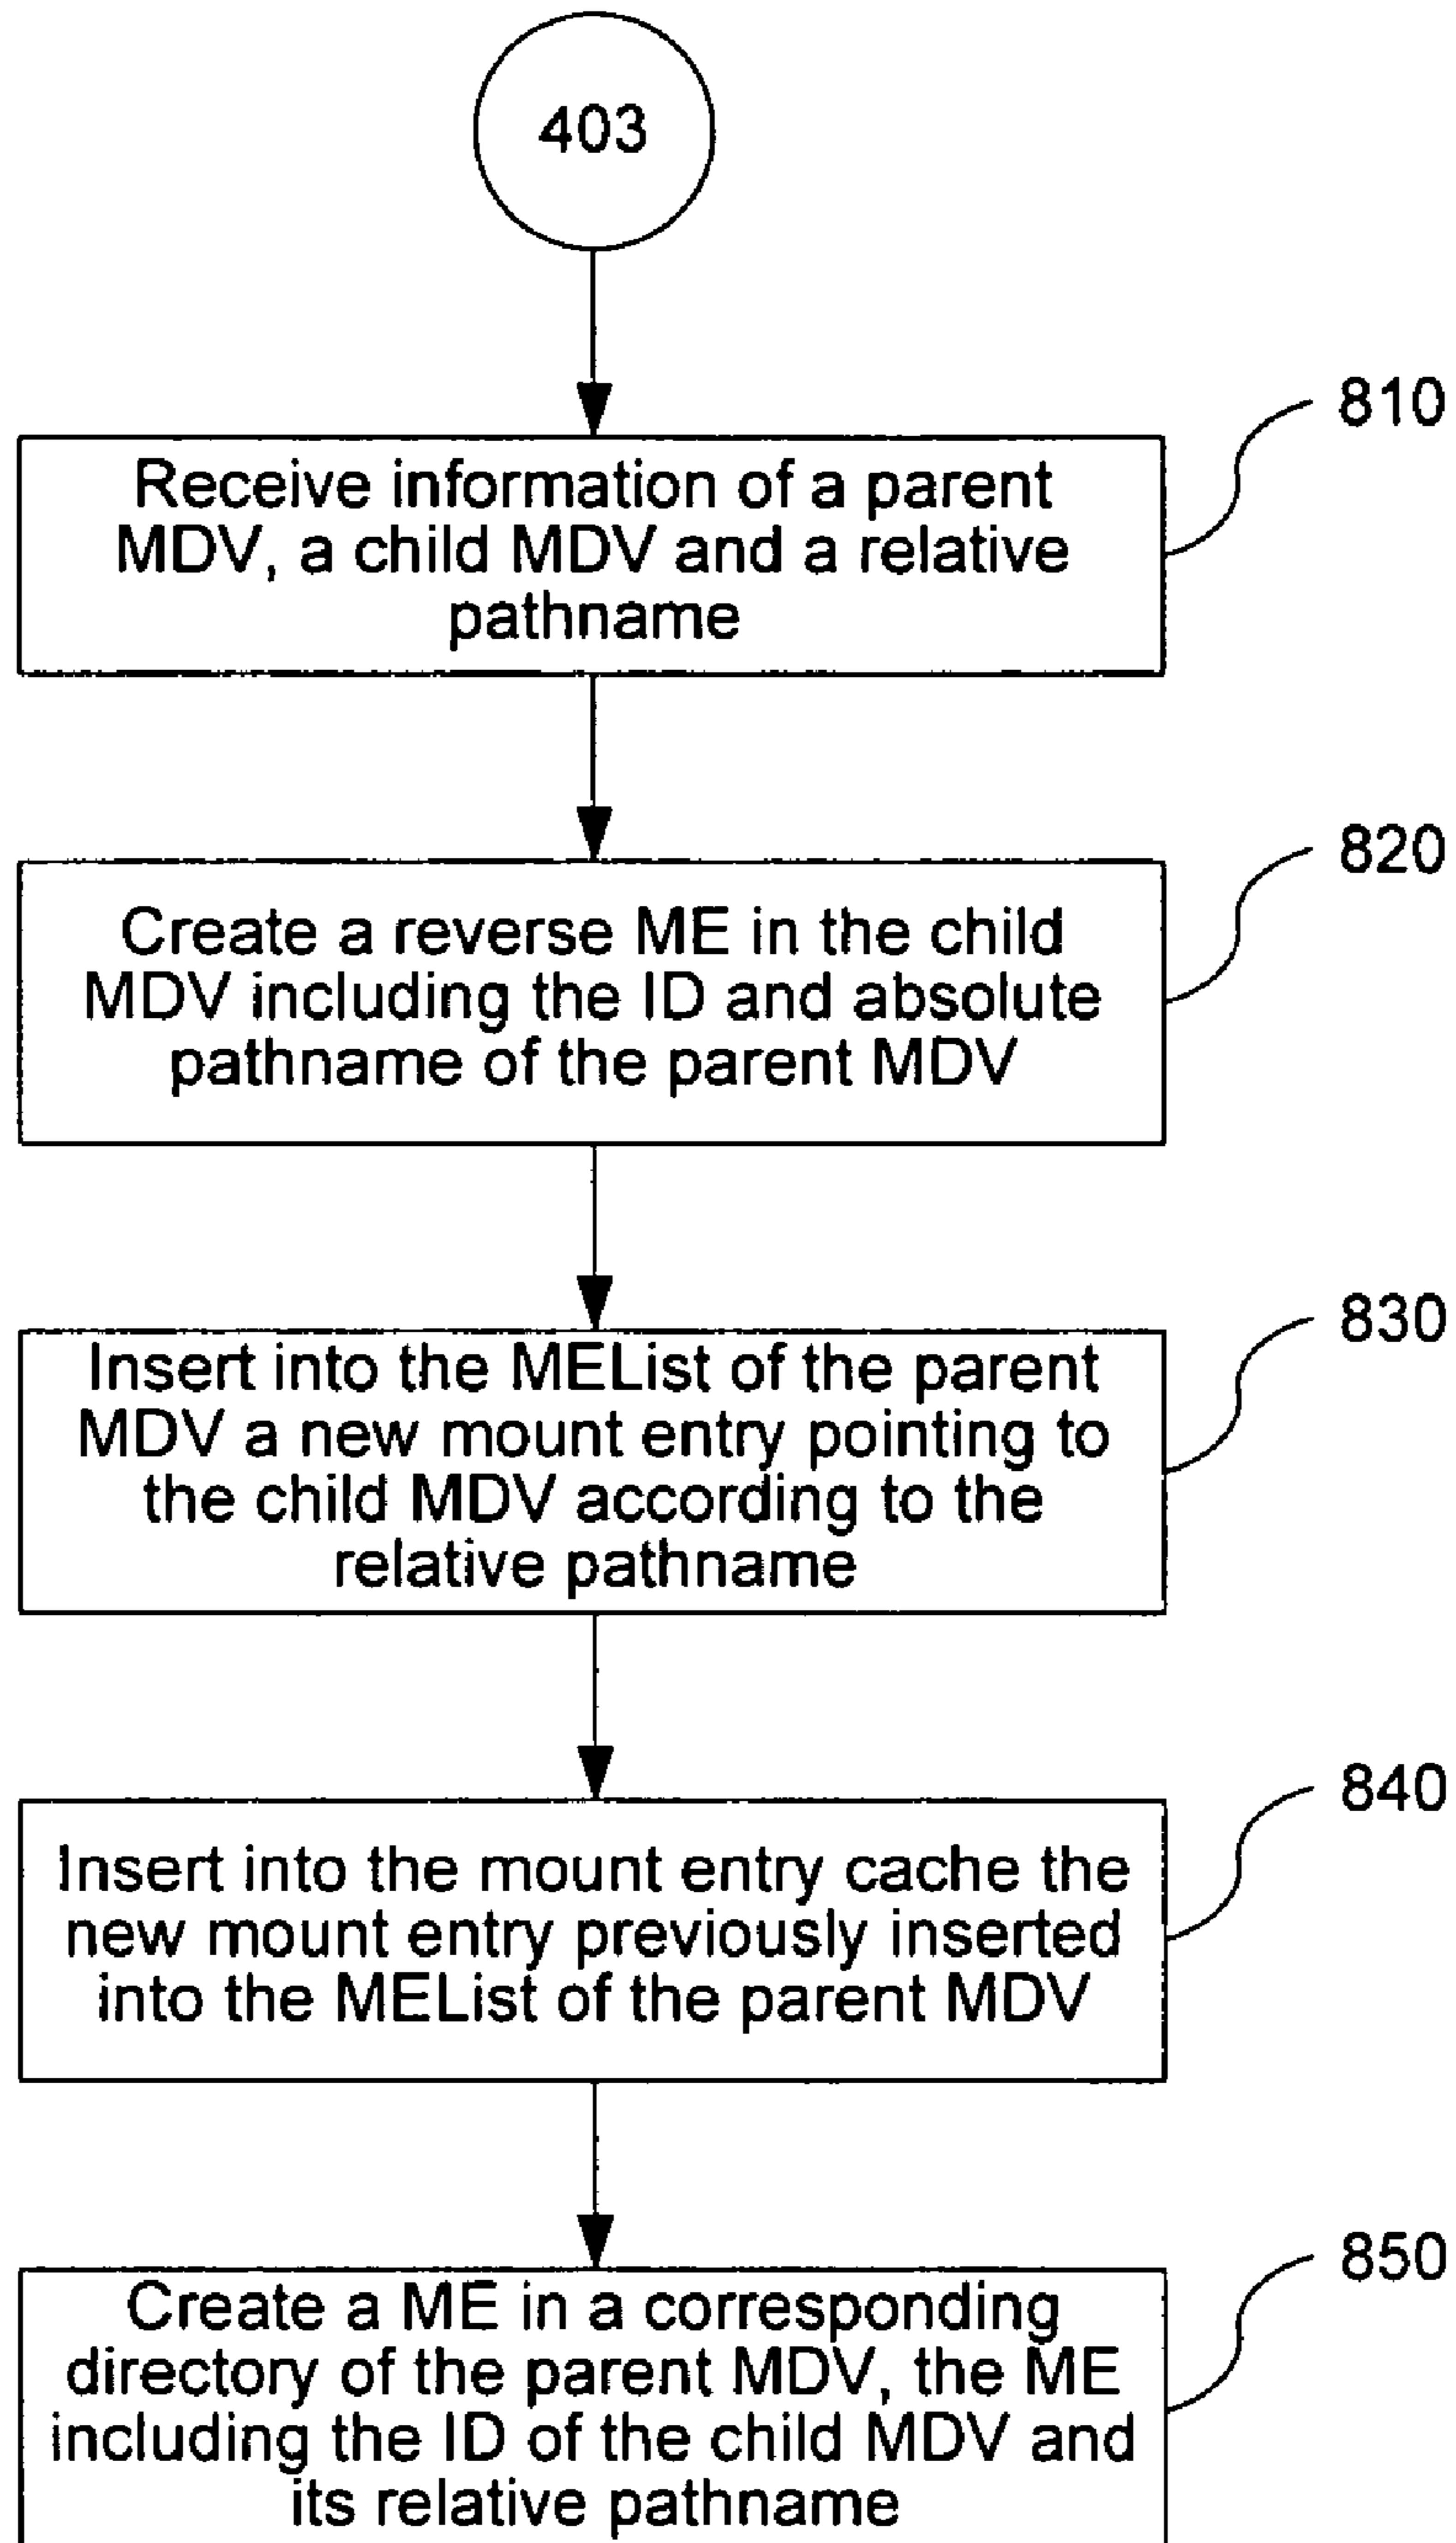 403
810
Receive information of a parent
MDV, a child MDV and a relative
pathname
820
Create a reverse ME in the child
MDV including the ID and absolute
pathname of the parent MDV
830
Insert into the MEList of the parent
MDV a new mount entry pointing to
the child MDV according to the
relative pathname
840
Insert into the mount entry cache the
new mount entry previously inserted
into the MEList of the parent MDV
850
Create a ME in a corresponding
directory of the parent MDV, the ME
including the ID of the child MDV and
its relative pathname